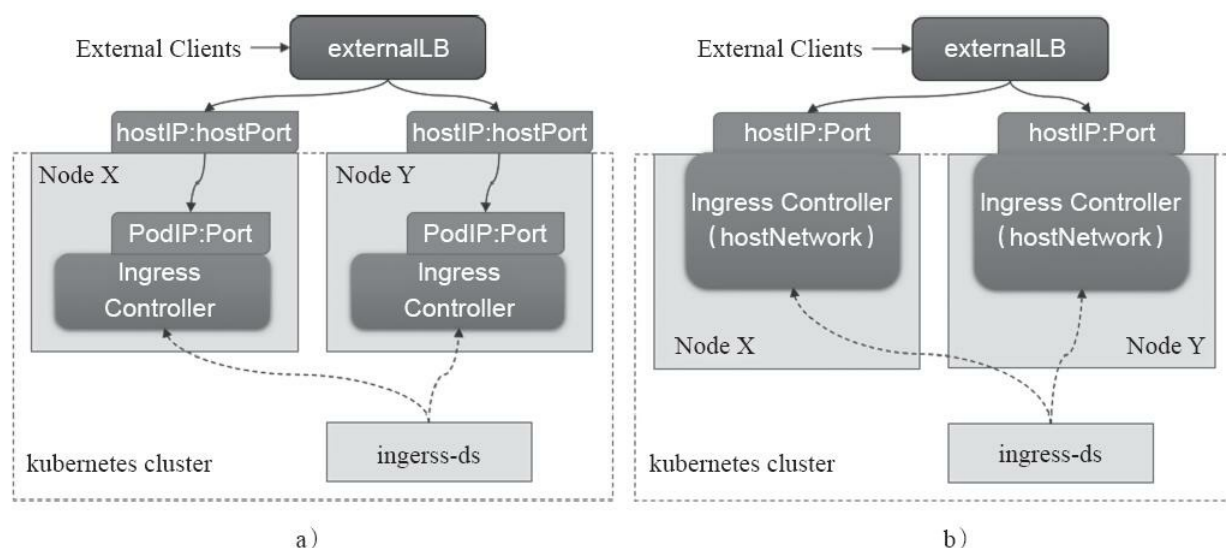 External Clients
externalLB
hostIP:hostPort
hostIP:hostPort
Node X
Node Y
PodIP:Port
PodIP:Port
Ingress
Controller
Ingress
Controller
ingerss-ds
kubernetes cluster
a）
External Clients
externalLB
hostIP:Port
hostIP:Port
Ingress Controller
（hostNetwork）
Ingress Controller
（hostNetwork）
Node X
Node Y
ingress-ds
kubernetes cluster
b）